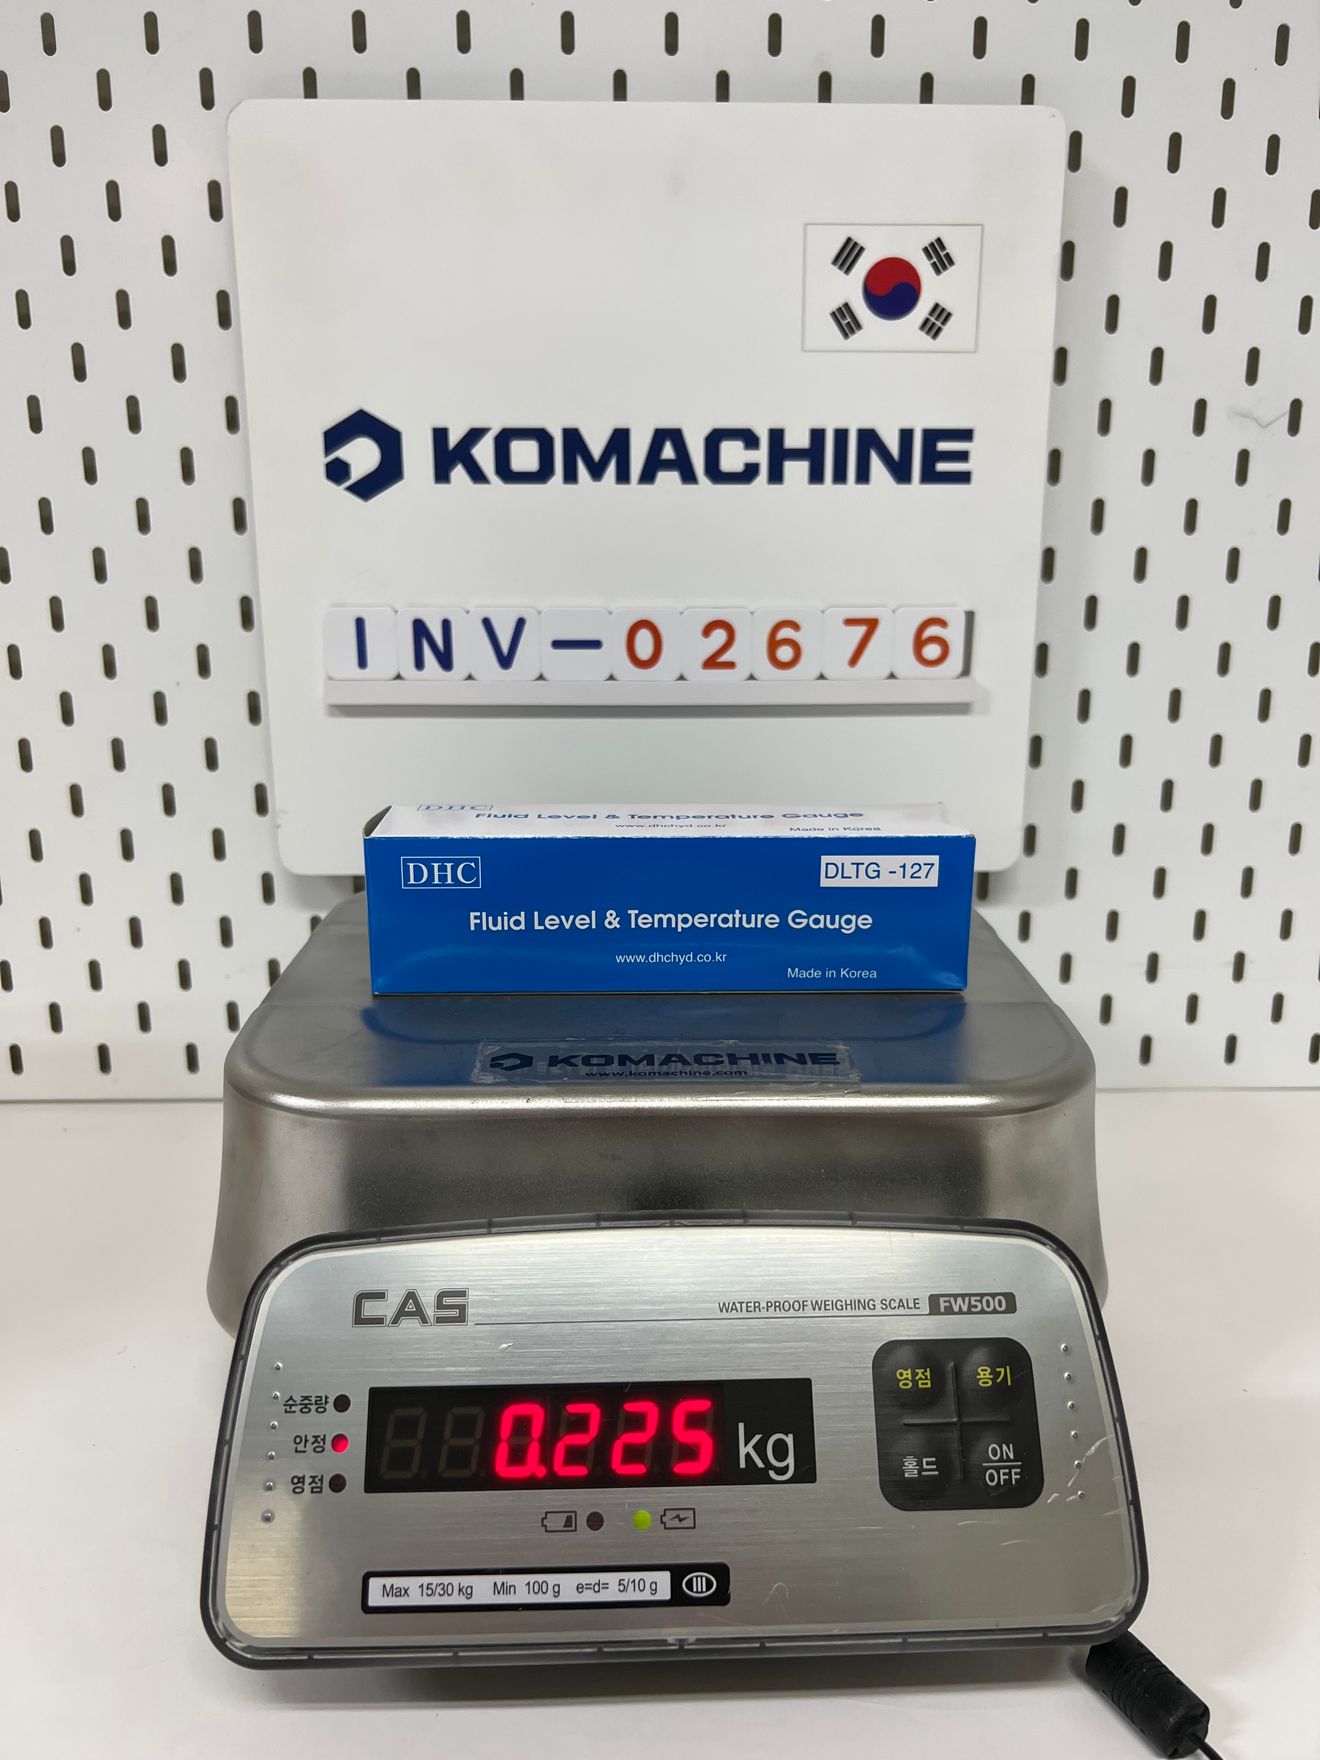 KOMACHINE
INV-02676
DHC
Fluid Level & Temperature Gauge
www.dhchyd.co.kr
Made in Korea
DHC
DLTG -127
Fluid Level & Temperature Gauge
www.dhchyd.co.kr
Made in Korea
KOMACHINE
www.komachine.com
CAS
WATER-PROOF WEIGHING SCALE FW500
순중량
안정
영점
0.225 kg
영점 용기
홀드 ON/OFF
Max 15/30 kg Min 100 g e=d= 5/10 g III